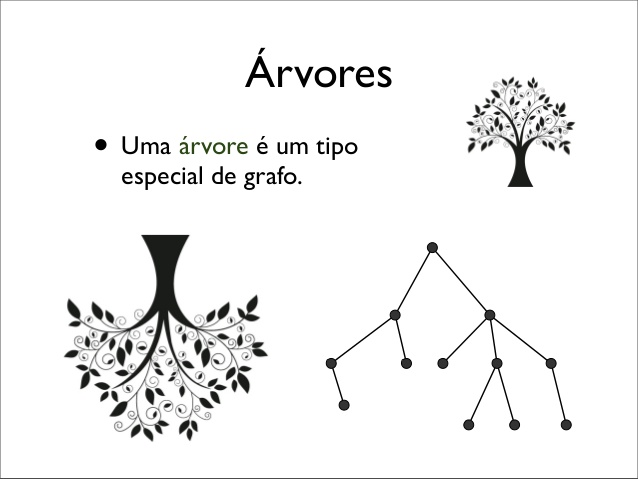 Árvores
• Uma árvore é um tipo
especial de grafo.